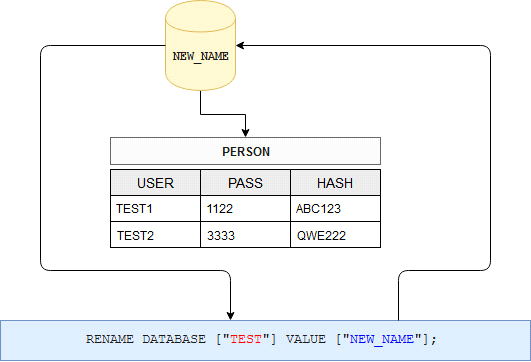 NEW_NAME
PERSON
USER PASS HASH
TEST1 1122 ABC123
TEST2 3333 QWE222
RENAME DATABASE ["TEST"] VALUE ["NEW_NAME"];